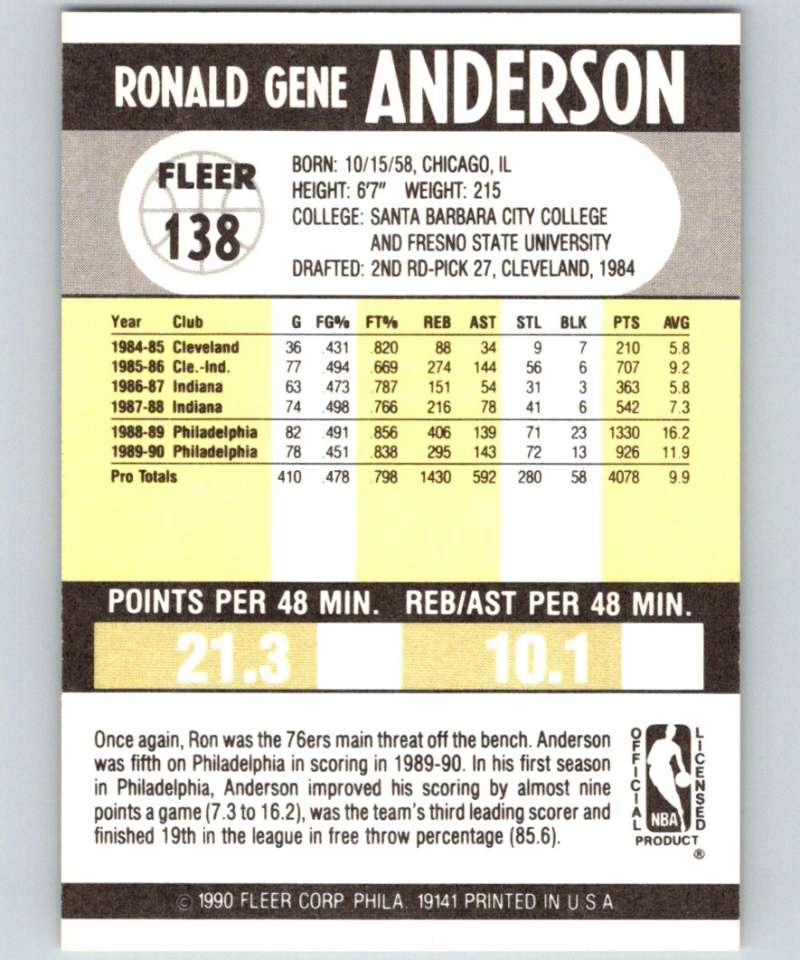 RONALD GENE ANDERSON
FLEER
138
BORN: 10/15/58, CHICAGO, IL
HEIGHT: 6'7" WEIGHT: 215
COLLEGE: SANTA BARBARA CITY COLLEGE
AND FRESNO STATE UNIVERSITY
DRAFTED: 2ND RD-PICK 27, CLEVELAND, 1984
Year Club G FG% FT% REB AST STL BLK PTS AVG
1984-85 Cleveland 36 .431 .820 88 34 9 7 210 5.8
1985-86 Cle.-Ind. 77 .494 .669 274 144 56 6 707 9.2
1986-87 Indiana 63 .473 .787 151 54 31 3 363 5.8
1987-88 Indiana 74 .498 .766 216 78 41 6 542 7.3
1988-89 Philadelphia 82 .491 .856 406 139 71 23 1330 16.2
1989-90 Philadelphia 78 .451 .838 295 143 72 13 926 11.9
Pro Totals 410 .478 .798 1430 592 280 58 4078 9.9
POINTS PER 48 MIN. REB/AST PER 48 MIN.
21.3 10.1
Once again, Ron was the 76ers main threat off the bench. Anderson
was fifth on Philadelphia in scoring in 1989-90. In his first season
in Philadelphia, Anderson improved his scoring by almost nine
points a game (7.3 to 16.2), was the team's third leading scorer and
finished 19th in the league in free throw percentage (85.6).
OFFICIAL
LICENSED
NBA
PRODUCT
®
© 1990 FLEER CORP. PHILA. 19141 PRINTED IN U.S.A.